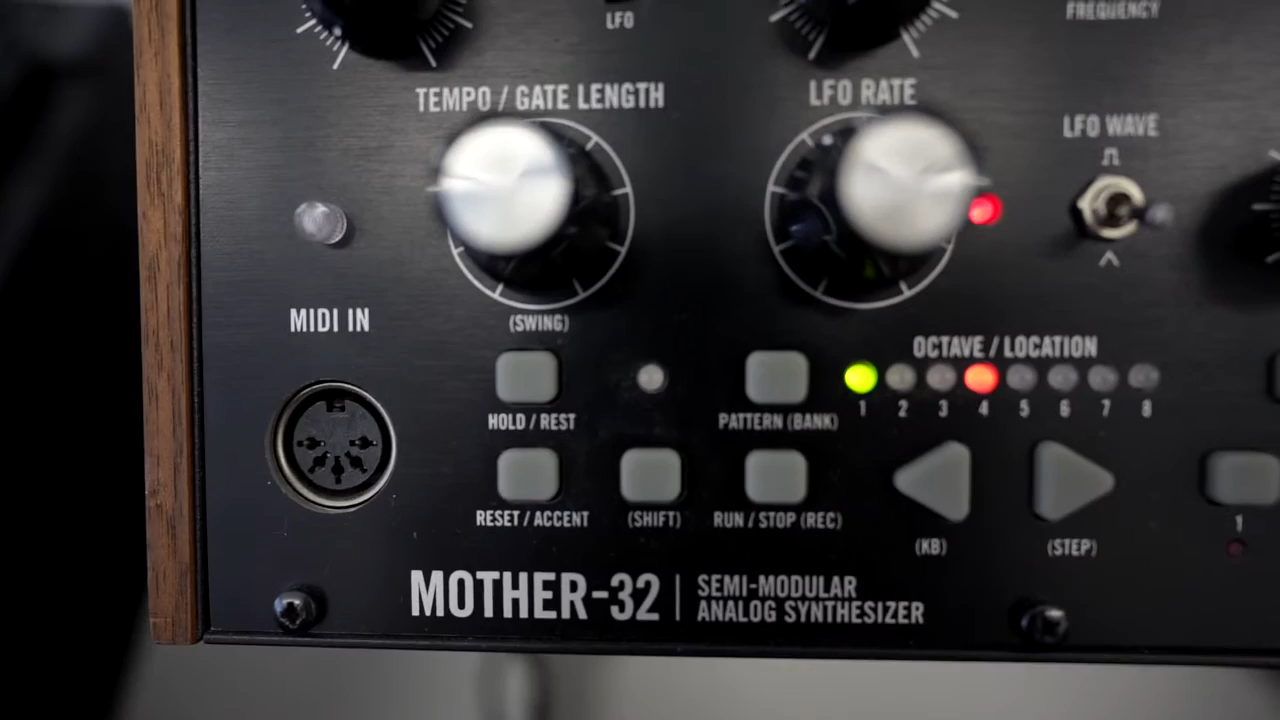 LFO
FREQUENCY
TEMPO / GATE LENGTH
LFO RATE
LFO WAVE
MIDI IN
(SWING)
OCTAVE / LOCATION
1 2 3 4 5 6 7 8
HOLD / REST
PATTERN (BANK)
RESET / ACCENT
(SHIFT)
RUN / STOP (REC)
(KB)
(STEP)
1
MOTHER-32
SEMI-MODULAR
ANALOG SYNTHESIZER